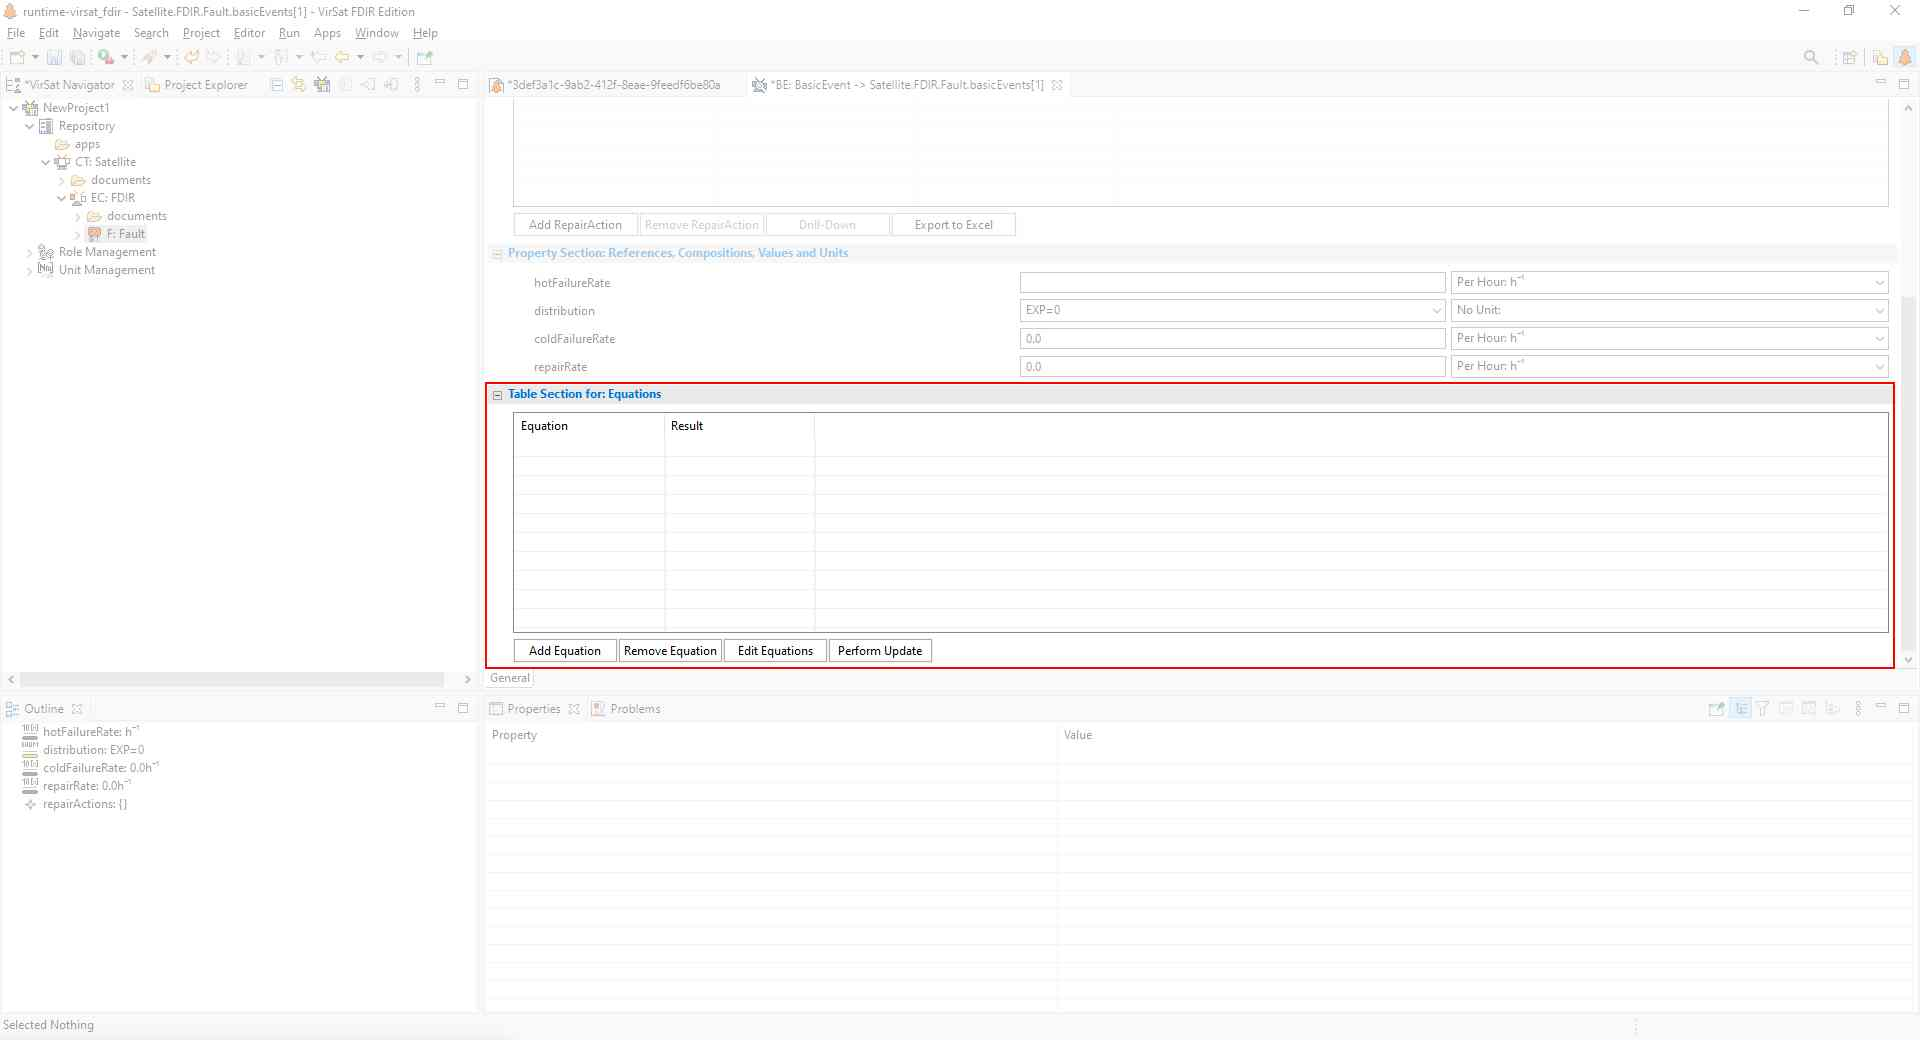 runtime-virsat_fdir - Satellite.FDIR.Fault.basicEvents[1] - VirSat FDIR Edition
File Edit Navigate Search Project Editor Run Apps Window Help
*VirSat Navigator Project Explorer
NewProject1
Repository
apps
CT: Satellite
documents
EC: FDIR
documents
F: Fault
Role Management
Unit Management
*3def3a1c-9ab2-412f-8eae-9feedf6be80a *BE: BasicEvent -> Satellite.FDIR.Fault.basicEvents[1]
Add RepairAction Remove RepairAction Drill-Down Export to Excel
Property Section: References, Compositions, Values and Units
hotFailureRate Per Hour: h⁻¹
distribution EXP=0 No Unit:
coldFailureRate 0.0 Per Hour: h⁻¹
repairRate 0.0 Per Hour: h⁻¹
Table Section for: Equations
Equation Result
Add Equation Remove Equation Edit Equations Perform Update
General
Outline
hotFailureRate: h⁻¹
distribution: EXP=0
coldFailureRate: 0.0h⁻¹
repairRate: 0.0h⁻¹
repairActions: {}
Properties Problems
Property Value
Selected Nothing